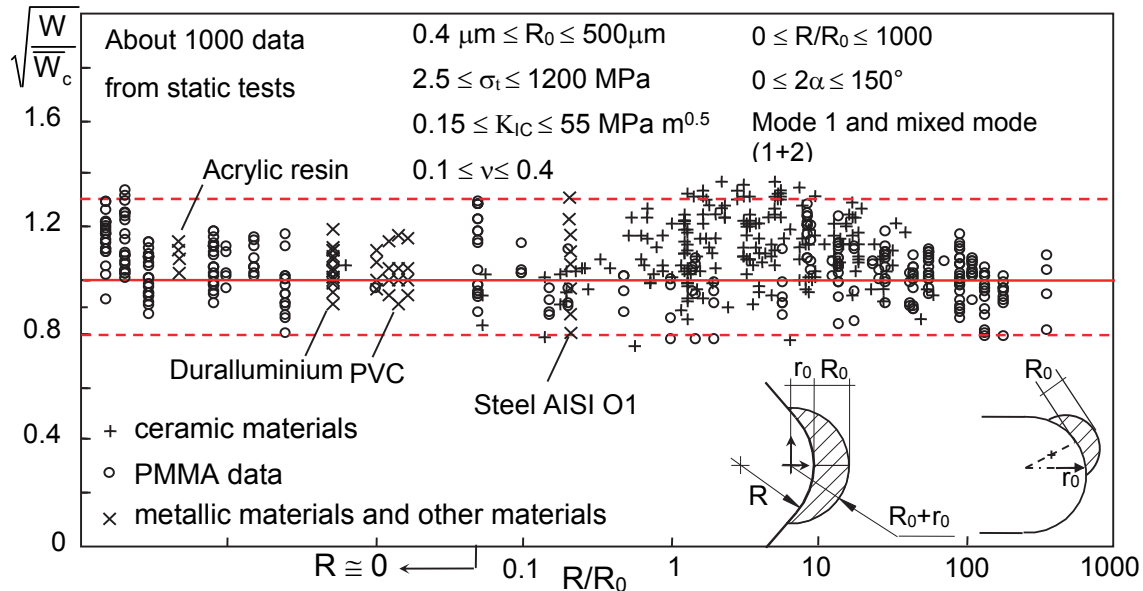 √(W/W̅c)
About 1000 data
from static tests
0.4 μm ≤ R₀ ≤ 500μm
2.5 ≤ σt ≤ 1200 MPa
0.15 ≤ KIC ≤ 55 MPa m^0.5
0.1 ≤ ν ≤ 0.4
0 ≤ R/R₀ ≤ 1000
0 ≤ 2α ≤ 150°
Mode 1 and mixed mode
(1+2)
1.6
1.2
1.0
0.8
0.4
0
Acrylic resin
Duralluminium
PVC
Steel AISI O1
+ ceramic materials
o PMMA data
× metallic materials and other materials
r₀ R₀
R
R₀+r₀
R₀
r₀
R ≅ 0 ←
0.1
R/R₀
1
10
100
1000